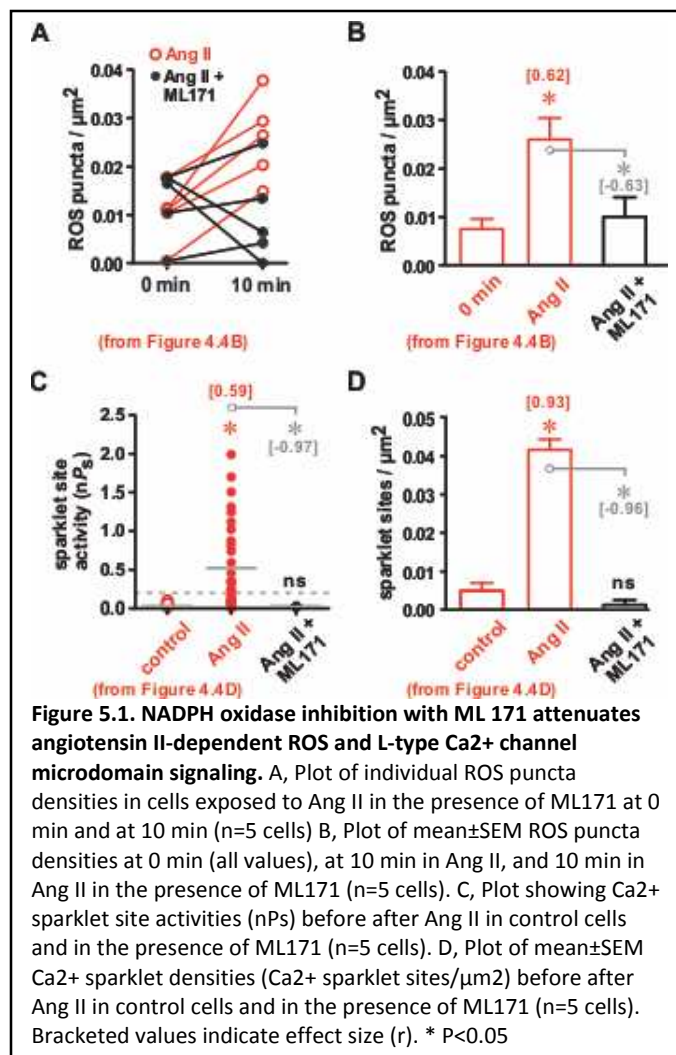 A
Ang II
Ang II +
ML171
ROS puncta / µm²
0.04
0.03
0.02
0.01
0.00
0 min
10 min
(from Figure 4.4B)
B
ROS puncta / µm²
0.04
0.03
0.02
0.01
0.00
[0.62]
*
*
[-0.63]
0 min
Ang II
Ang II +
ML171
(from Figure 4.4B)
C
sparklet site
activity (nPs)
2.5
2.0
1.5
1.0
0.5
0.0
[0.59]
*
*
[-0.97]
control
Ang II
Ang II +
ML171
(from Figure 4.4D)
D
sparklet sites / µm²
0.05
0.04
0.03
0.02
0.01
0.00
[0.93]
*
*
[-0.96]
ns
control
Ang II
Ang II +
ML171
ns
(from Figure 4.4D)
Figure 5.1. NADPH oxidase inhibition with ML 171 attenuates
angiotensin II-dependent ROS and L-type Ca2+ channel
microdomain signaling. A, Plot of individual ROS puncta
densities in cells exposed to Ang II in the presence of ML171 at 0
min and at 10 min (n=5 cells) B, Plot of mean±SEM ROS puncta
densities at 0 min (all values), at 10 min in Ang II, and 10 min in
Ang II in the presence of ML171 (n=5 cells). C, Plot showing Ca2+
sparklet site activities (nPs) before after Ang II in control cells
and in the presence of ML171 (n=5 cells). D, Plot of mean±SEM
Ca2+ sparklet densities (Ca2+ sparklet sites/µm2) before after
Ang II in control cells and in the presence of ML171 (n=5 cells).
Bracketed values indicate effect size (r). * P<0.05